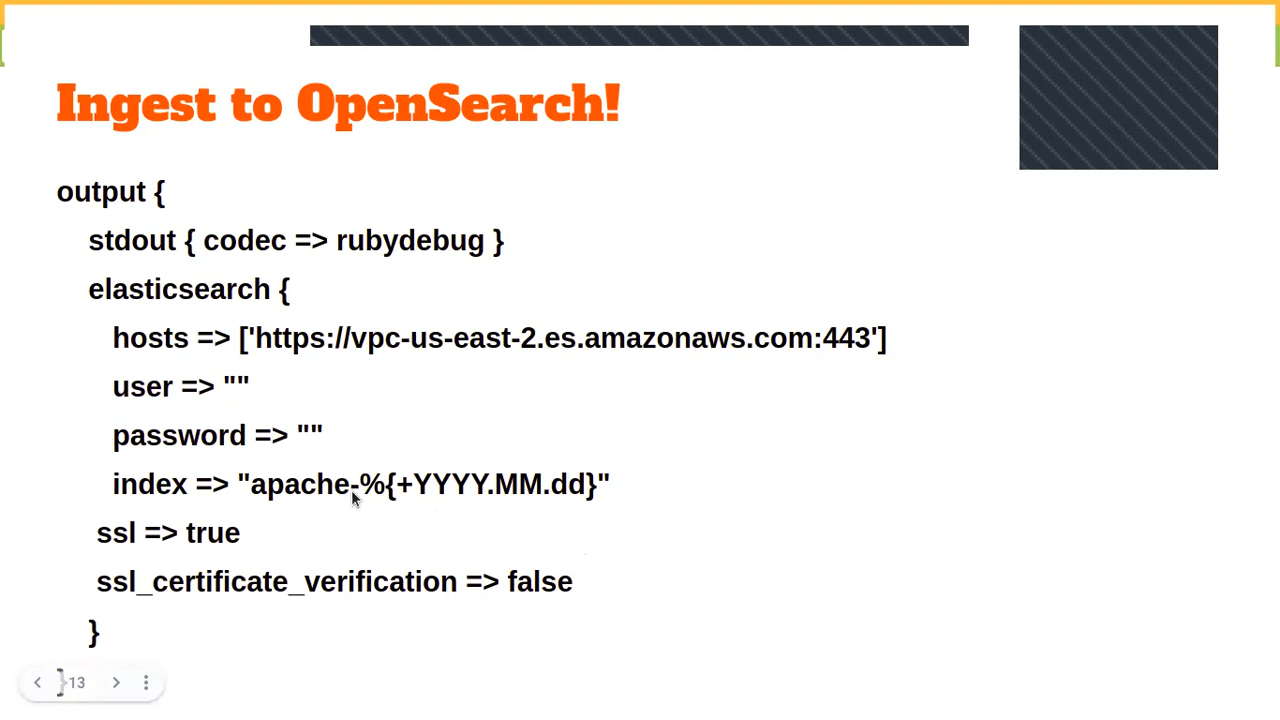 Ingest to OpenSearch!
output {
stdout { codec => rubydebug }
elasticsearch {
hosts => ['https://vpc-us-east-2.es.amazonaws.com:443']
user => ""
password => ""
index => "apache-%{+YYYY.MM.dd}"
ssl => true
ssl_certificate_verification => false
}
}
13